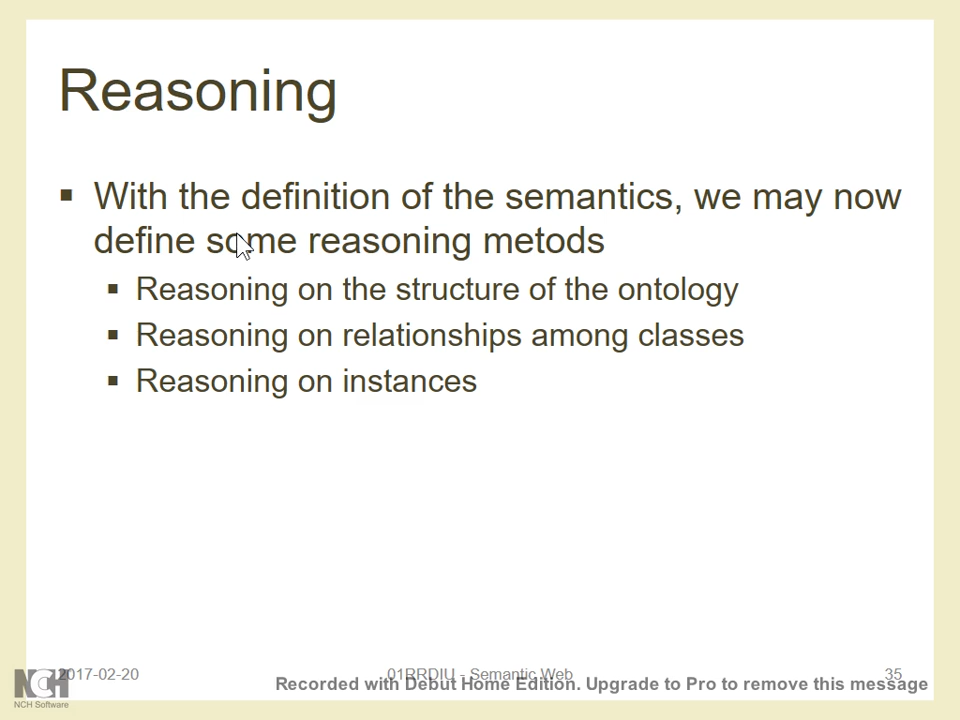 Reasoning
▪ With the definition of the semantics, we may now
define some reasoning metods
▪ Reasoning on the structure of the ontology
▪ Reasoning on relationships among classes
▪ Reasoning on instances
2017-02-20
01RRDIU - Semantic Web
35
Recorded with Debut Home Edition. Upgrade to Pro to remove this message
NCH
NCH Software